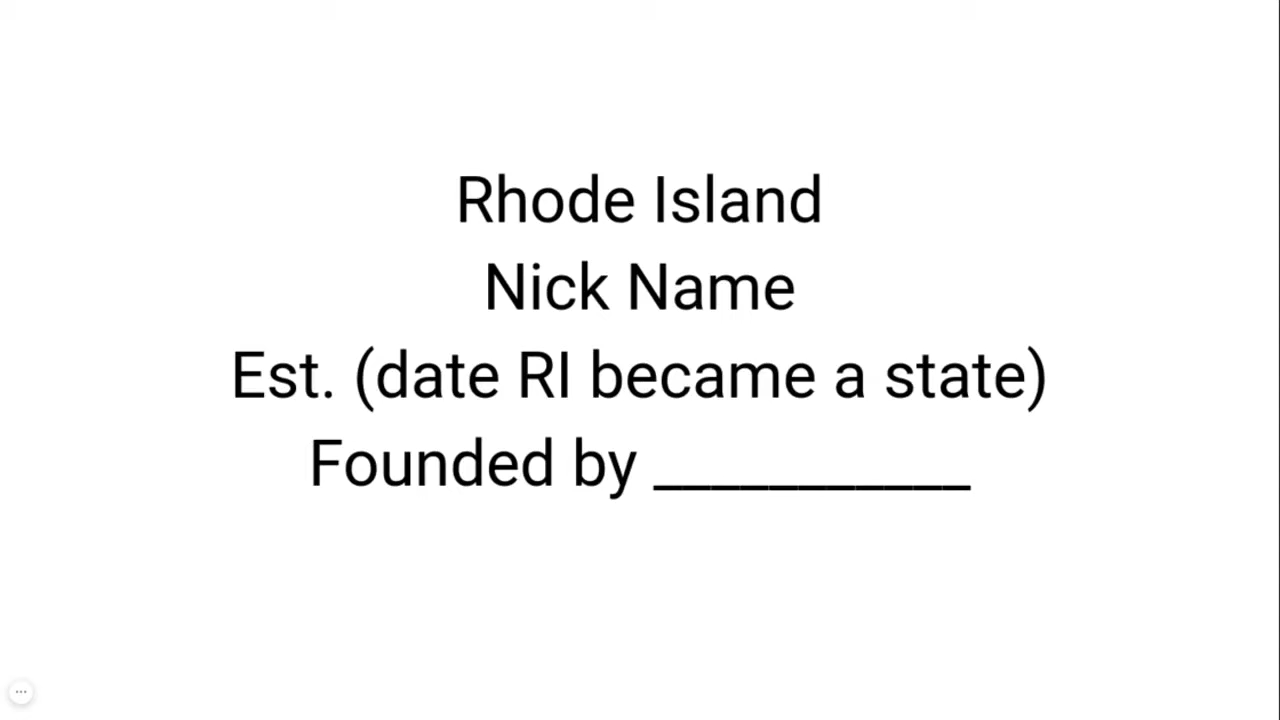 Rhode Island
Nick Name
Est. (date RI became a state)
Founded by ___________